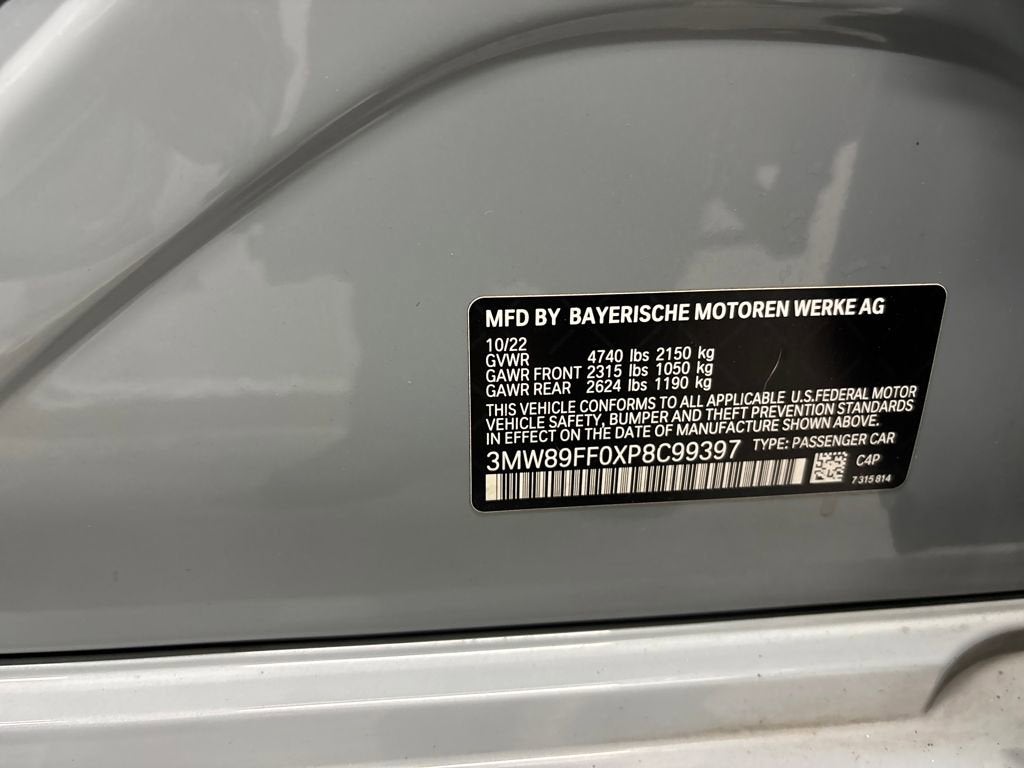 MFD BY BAYERISCHE MOTOREN WERKE AG
10/22
GVWR 4740 lbs 2150 kg
GAWR FRONT 2315 lbs 1050 kg
GAWR REAR 2624 lbs 1190 kg
THIS VEHICLE CONFORMS TO ALL APPLICABLE U.S.FEDERAL MOTOR
VEHICLE SAFETY, BUMPER AND THEFT PREVENTION STANDARDS
IN EFFECT ON THE DATE OF MANUFACTURE SHOWN ABOVE.
3MW89FF0XP8C99397 TYPE: PASSENGER CAR
C4P
7 315 814